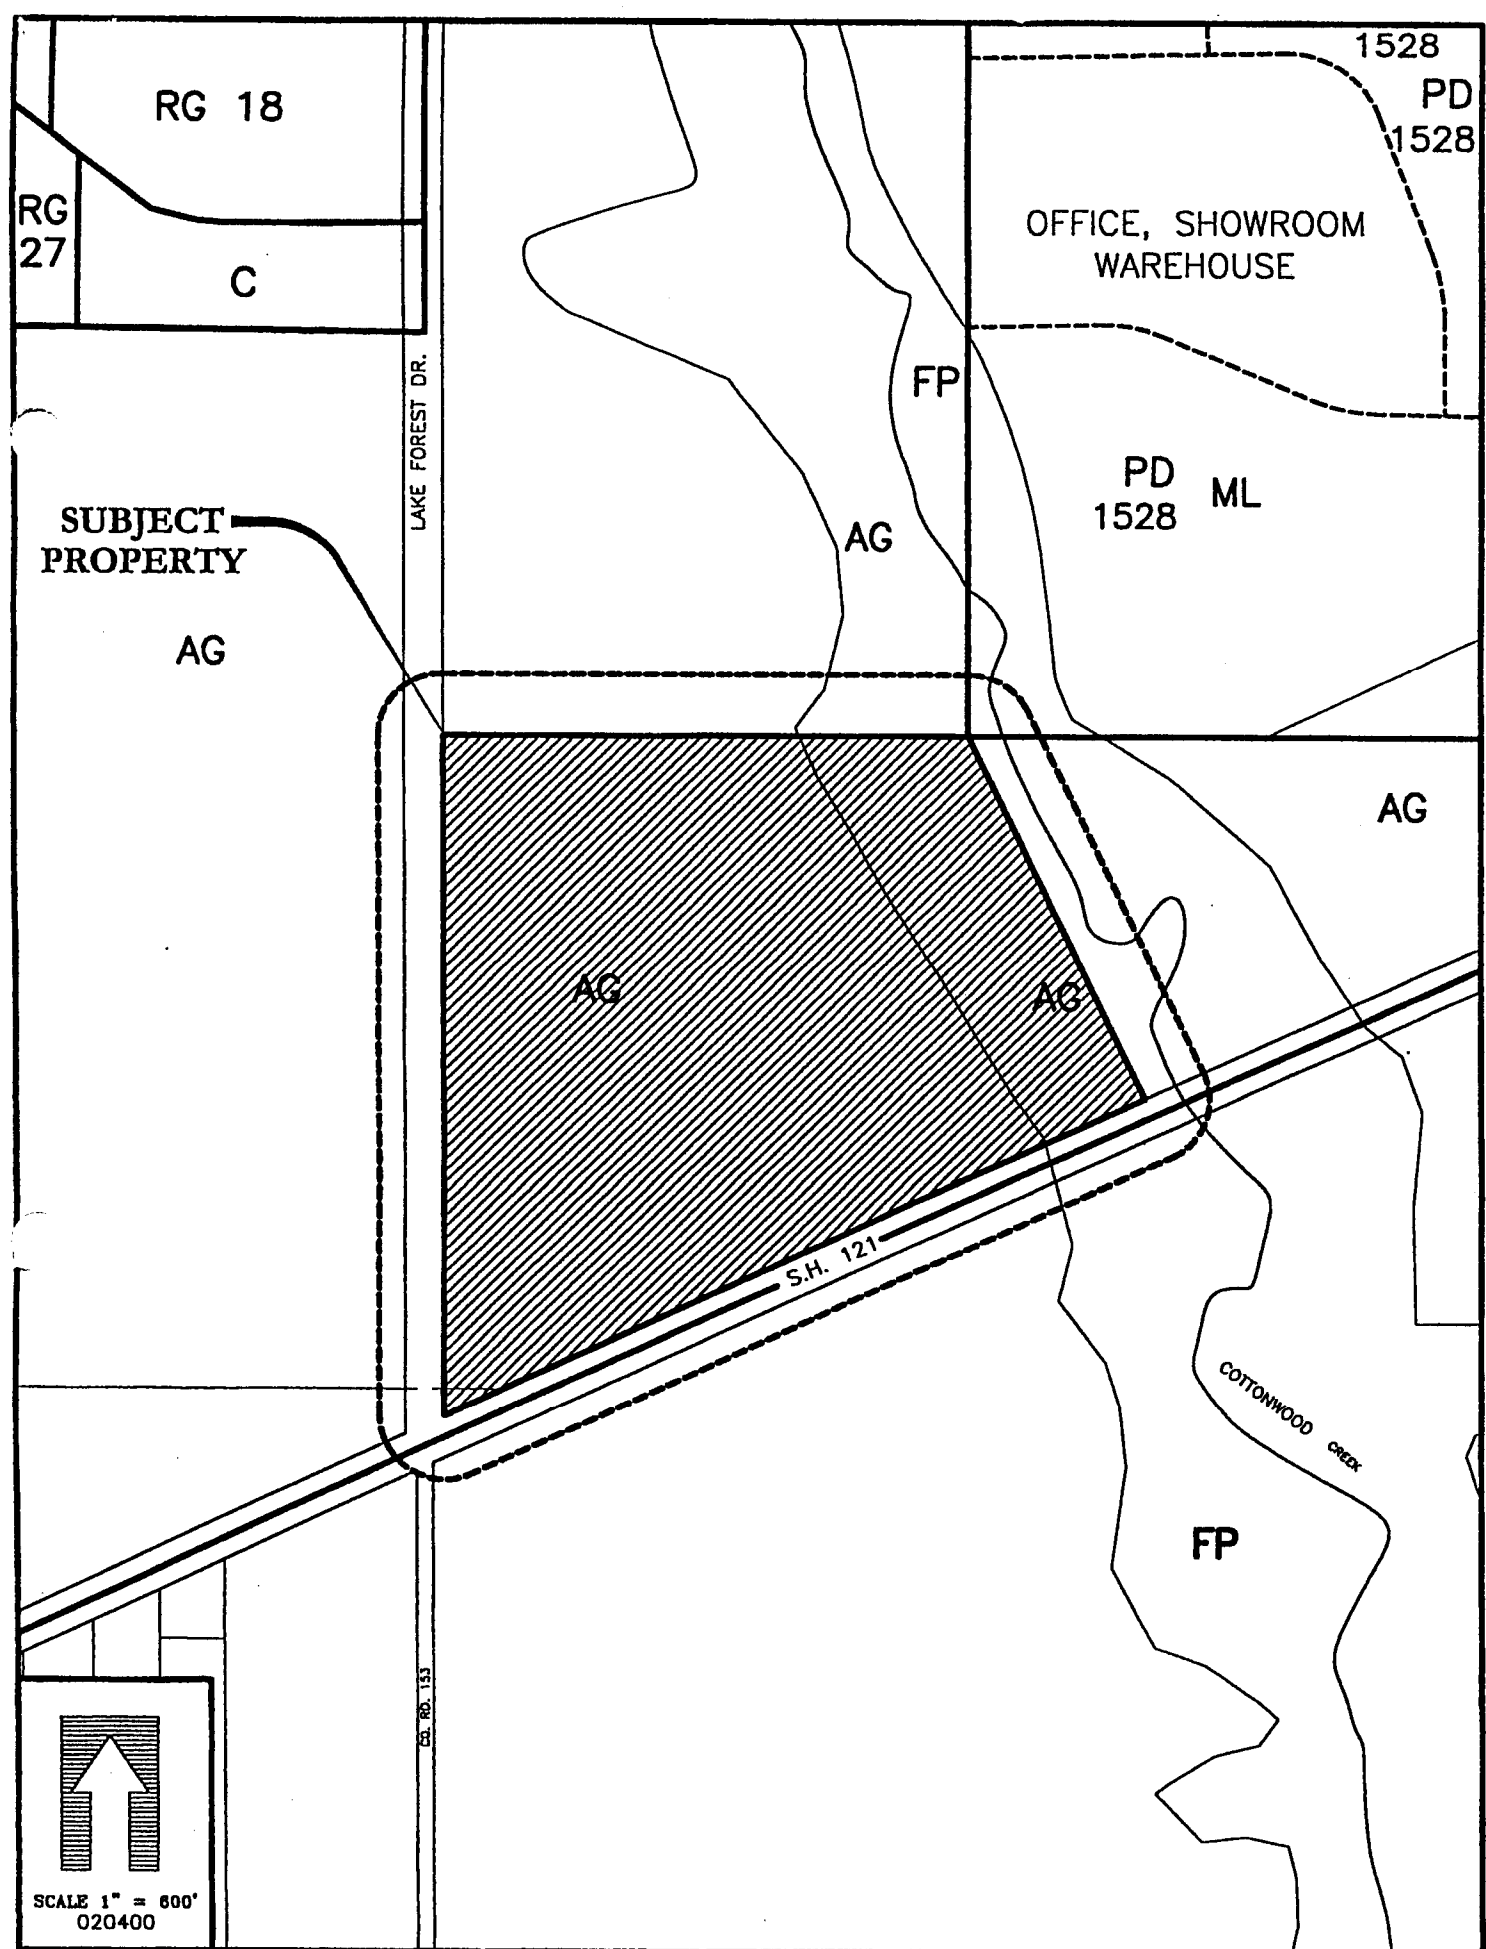 1528
PD
1528
RG 18
RG
27
C
OFFICE, SHOWROOM
WAREHOUSE
LAKE FOREST DR.
FP
PD
1528
ML
SUBJECT
PROPERTY
AG
AG
AG
AG
AG
S.H. 121
COTTONWOOD CREEK
FP
CO. RD. 153
SCALE 1" = 600'
020400